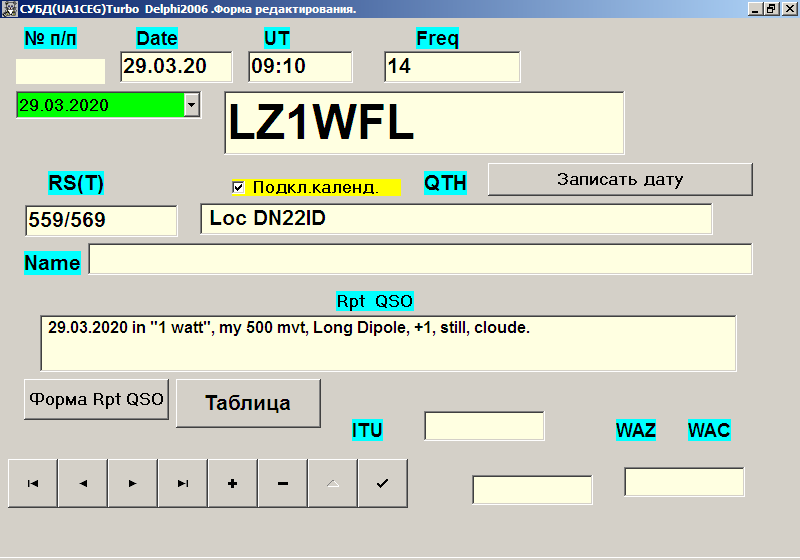 СУБД(UA1CEG)Turbo Delphi2006 .Форма редактирования.
№ п/п Date UT Freq
29.03.20 09:10 14
29.03.2020
LZ1WFL
RS(T) Подкл.календ. QTH Записать дату
559/569 Loc DN22ID
Name
Rpt QSO
29.03.2020 in "1 watt", my 500 mvt, Long Dipole, +1, still, cloude.
Форма Rpt QSO Таблица
ITU WAZ WAC